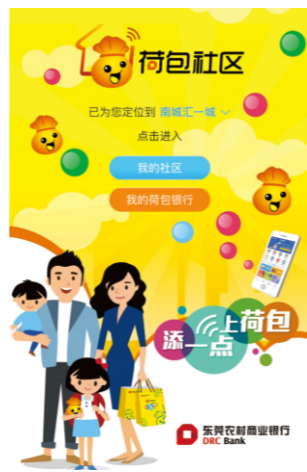 荷包社区
已为您定位到 南城汇一城
点击进入
我的社区
我的荷包银行
添一点上荷包
东莞农村商业银行
DRC Bank